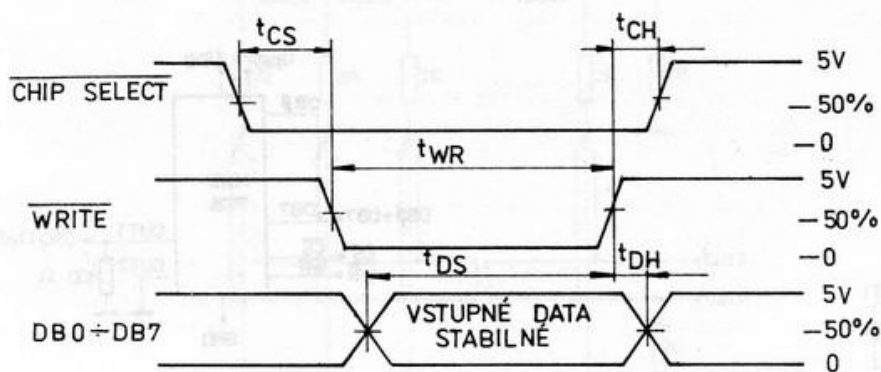 tCS
tCH
CHIP SELECT
5V
50%
0
tWR
WRITE
5V
50%
0
tDS
tDH
DB0÷DB7
VSTUPNÉ DATA
STABILNÉ
5V
50%
0